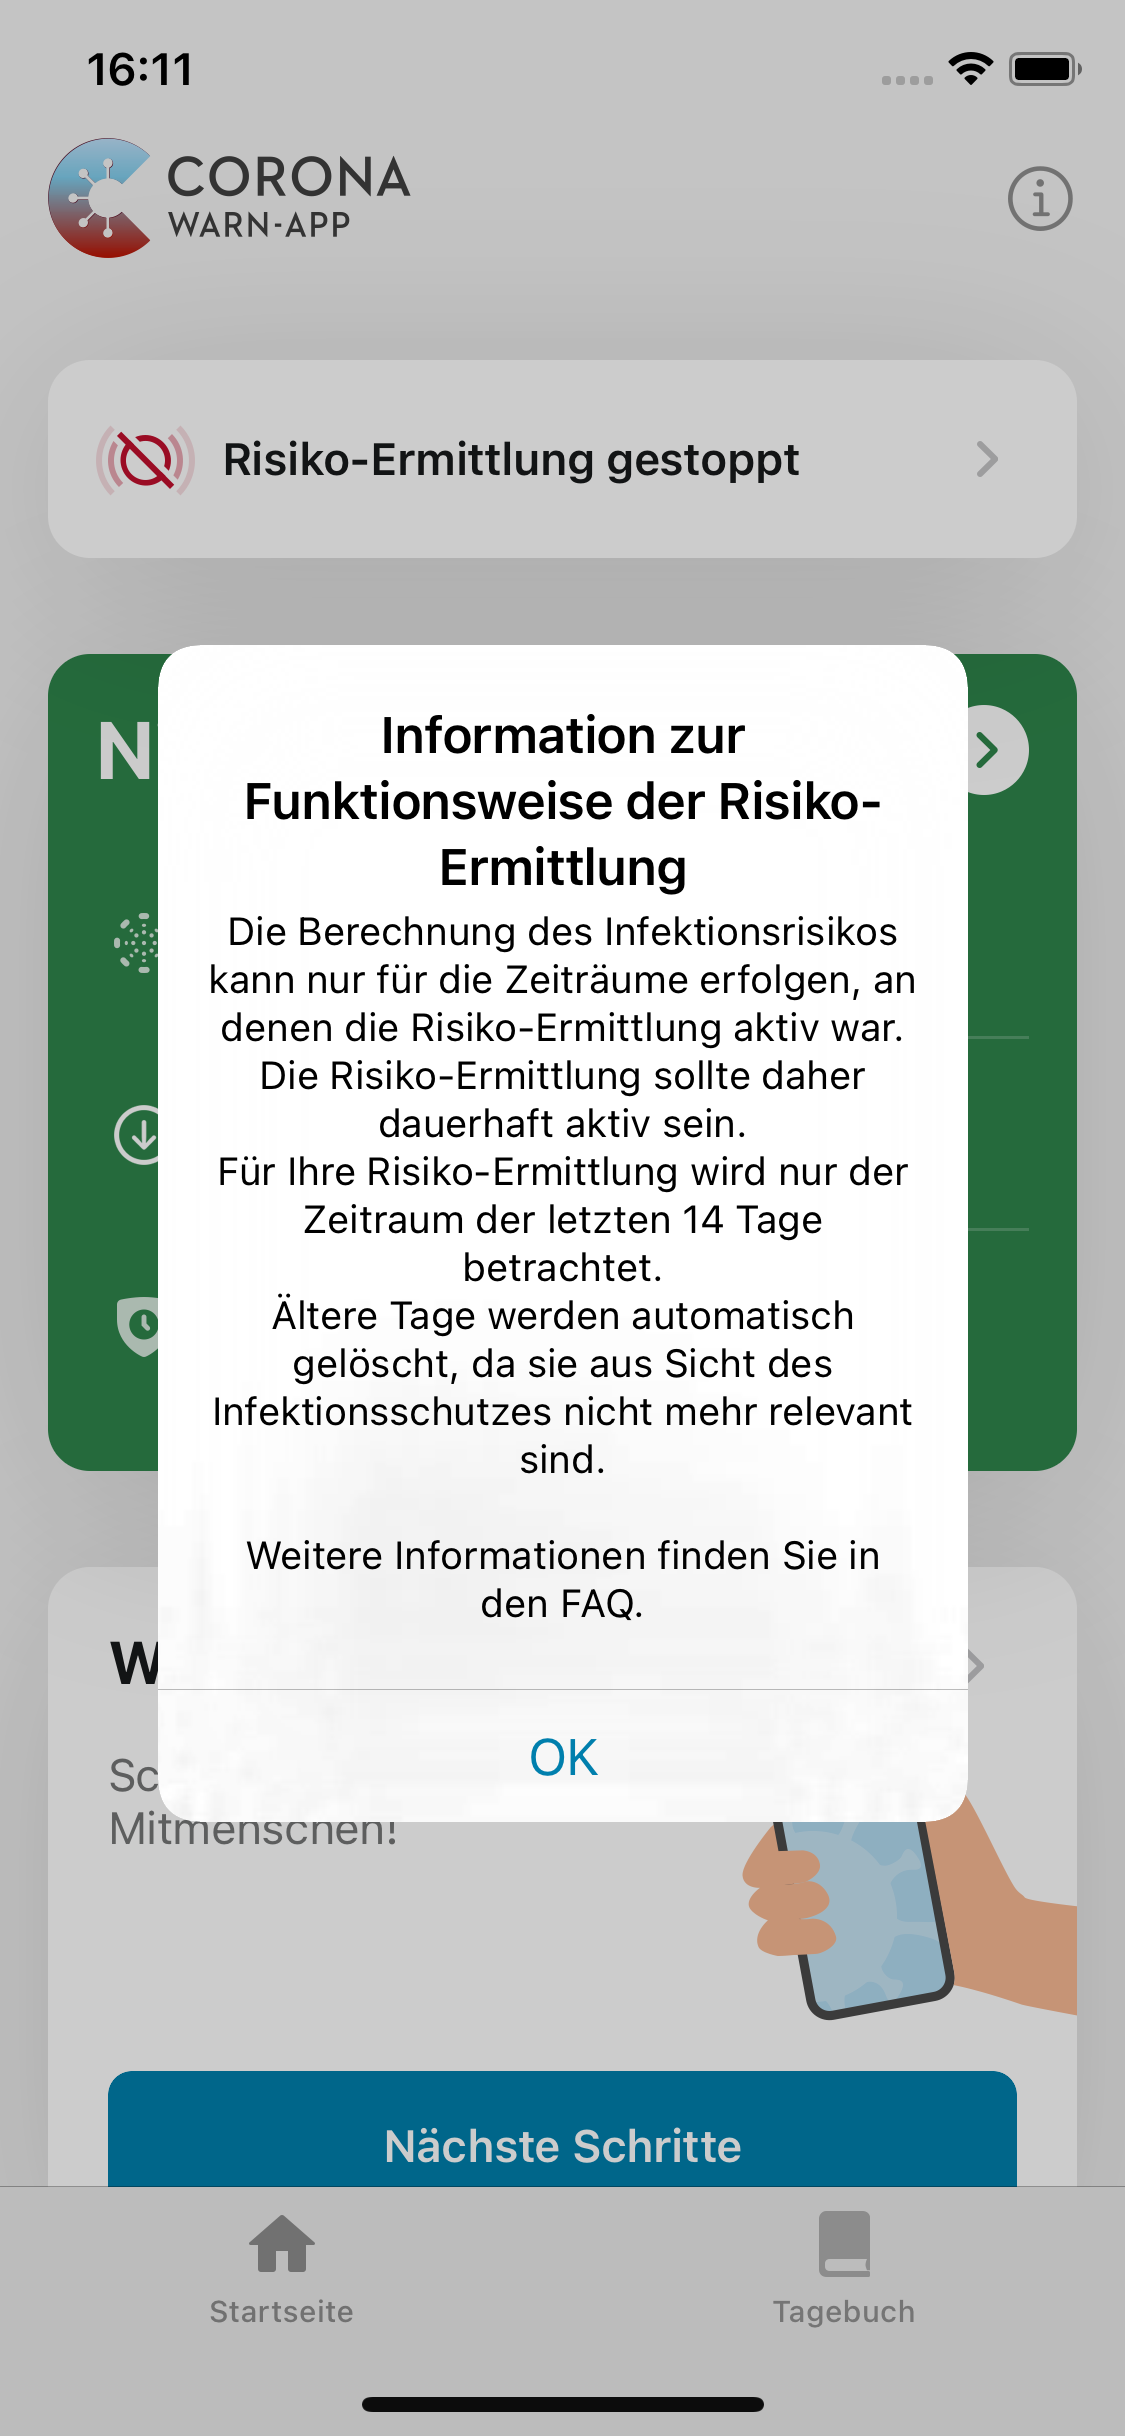 16:11
CORONA
WARN-APP
Risiko-Ermittlung gestoppt
Information zur
Funktionsweise der Risiko-
Ermittlung
Die Berechnung des Infektionsrisikos
kann nur für die Zeiträume erfolgen, an
denen die Risiko-Ermittlung aktiv war.
Die Risiko-Ermittlung sollte daher
dauerhaft aktiv sein.
Für Ihre Risiko-Ermittlung wird nur der
Zeitraum der letzten 14 Tage
betrachtet.
Ältere Tage werden automatisch
gelöscht, da sie aus Sicht des
Infektionsschutzes nicht mehr relevant
sind.
Weitere Informationen finden Sie in
den FAQ.
OK
Mitmenschen!
Nächste Schritte
Startseite
Tagebuch